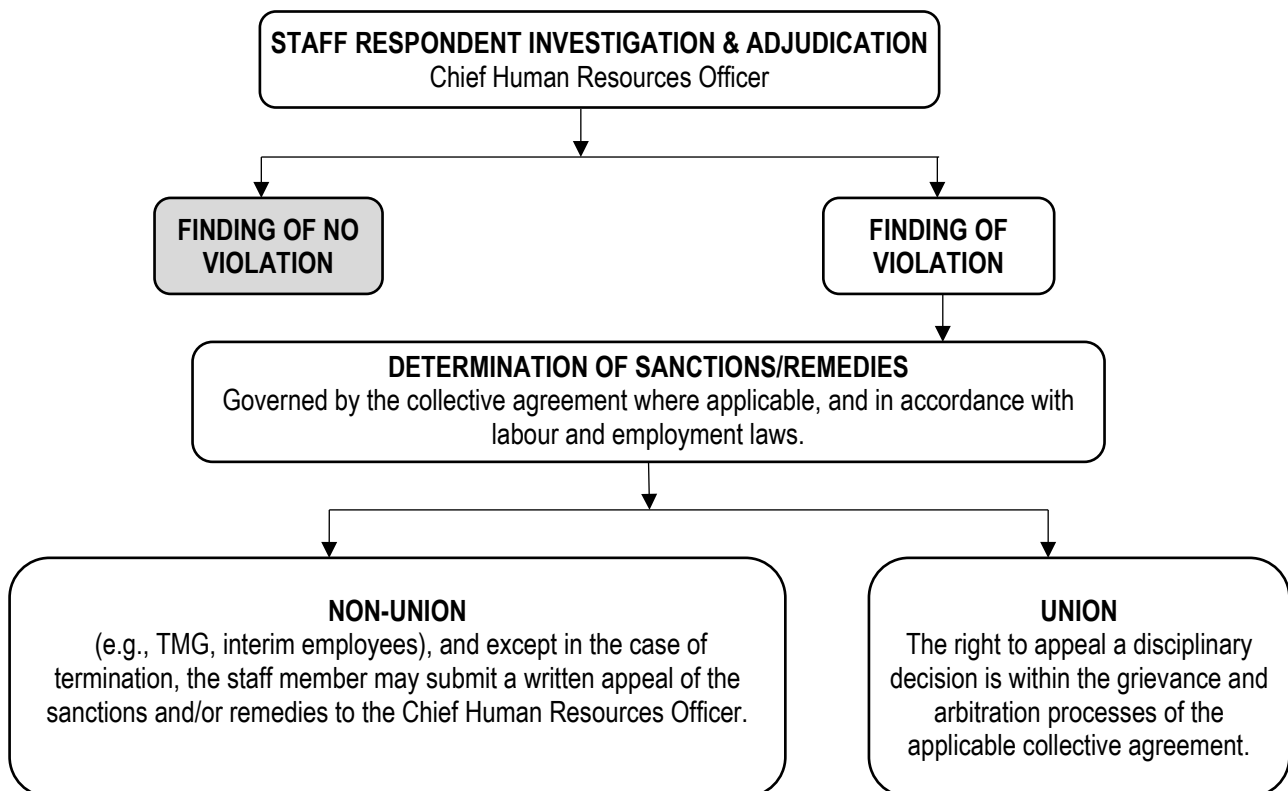 STAFF RESPONDENT INVESTIGATION & ADJUDICATION
Chief Human Resources Officer
FINDING OF NO
VIOLATION
FINDING OF
VIOLATION
DETERMINATION OF SANCTIONS/REMEDIES
Governed by the collective agreement where applicable, and in accordance with
labour and employment laws.
NON-UNION
(e.g., TMG, interim employees), and except in the case of
termination, the staff member may submit a written appeal of the
sanctions and/or remedies to the Chief Human Resources Officer.
UNION
The right to appeal a disciplinary
decision is within the grievance and
arbitration processes of the
applicable collective agreement.